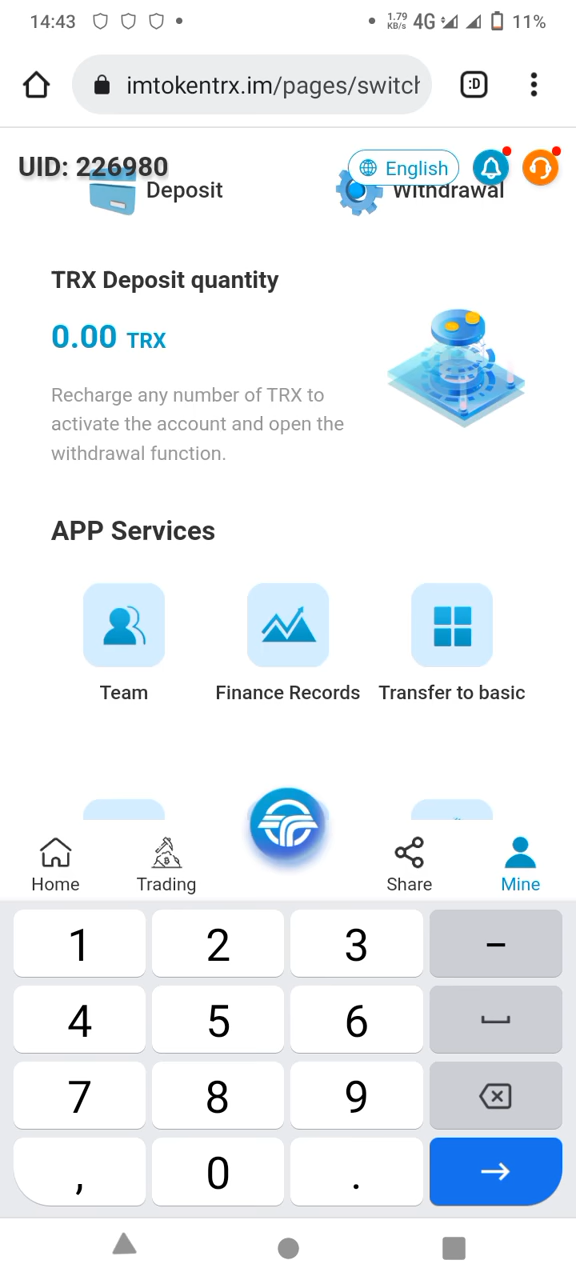 14:43 1.79 KB/s 4G 11%
imtokentrx.im/pages/switch
:D
UID: 226980 English
Deposit Withdrawal
TRX Deposit quantity
0.00 TRX
Recharge any number of TRX to
activate the account and open the
withdrawal function.
APP Services
Team Finance Records Transfer to basic
Home Trading Share Mine
1 2 3 –
4 5 6
7 8 9
, 0 .